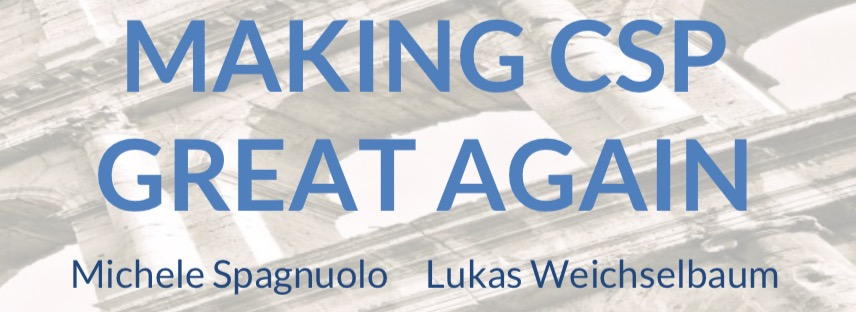 MAKING CSP
GREAT AGAIN
Michele Spagnuolo Lukas Weichselbaum